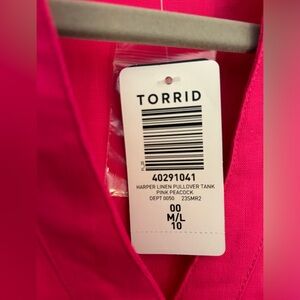 TORRID
40291041
HARPER LINEN PULLOVER TANK
PINK PEACOCK
DEPT 0050 23SMR2
00
M/L
10